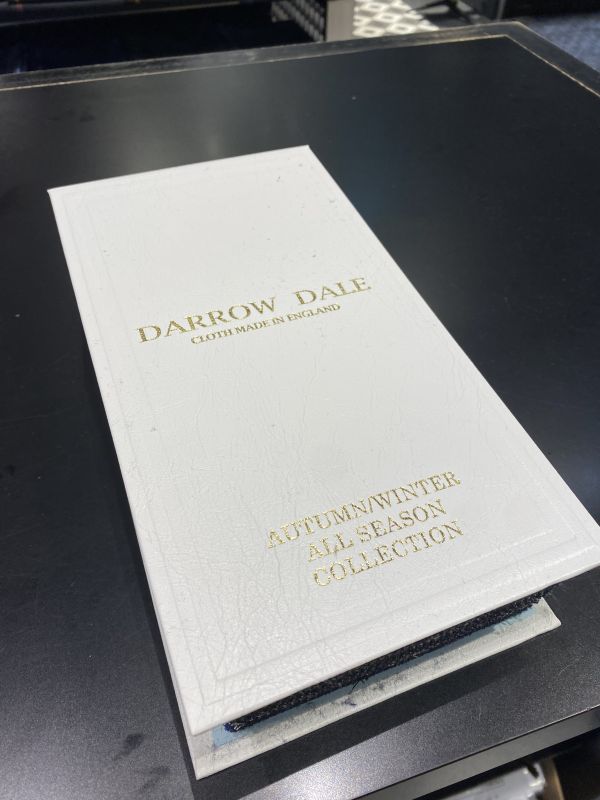 DARROW DALE
CLOTH MADE IN ENGLAND
AUTUMN/WINTER
ALL SEASON
COLLECTION